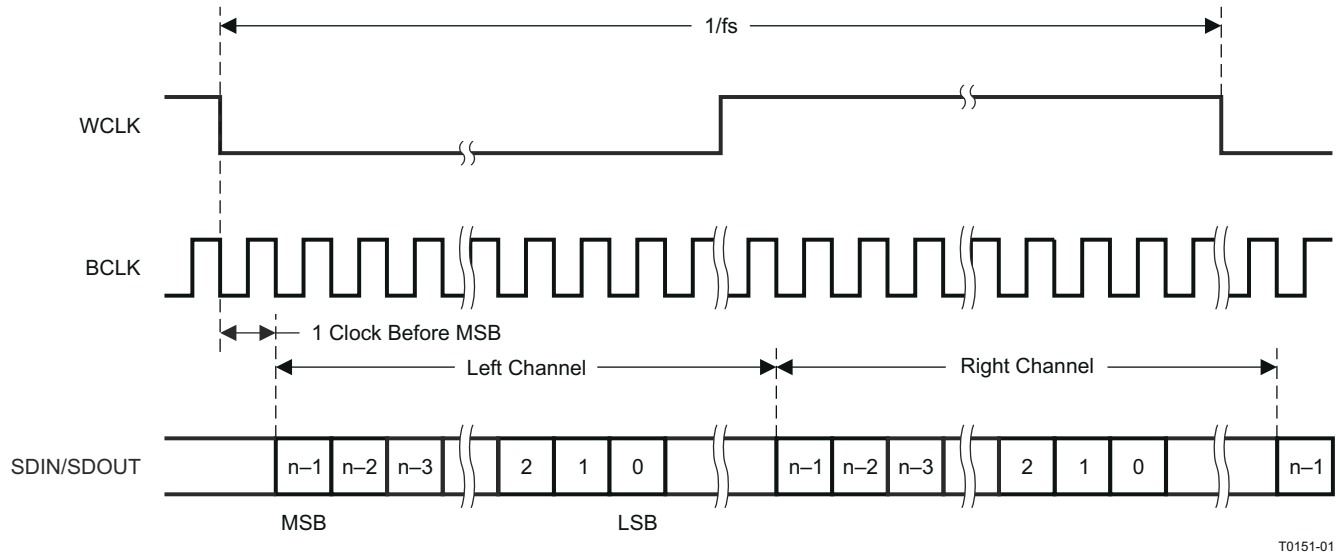 1/fs
WCLK
BCLK
1 Clock Before MSB
Left Channel
Right Channel
SDIN/SDOUT
n–1 n–2 n–3 2 1 0 n–1 n–2 n–3 2 1 0 n–1
MSB LSB
T0151-01